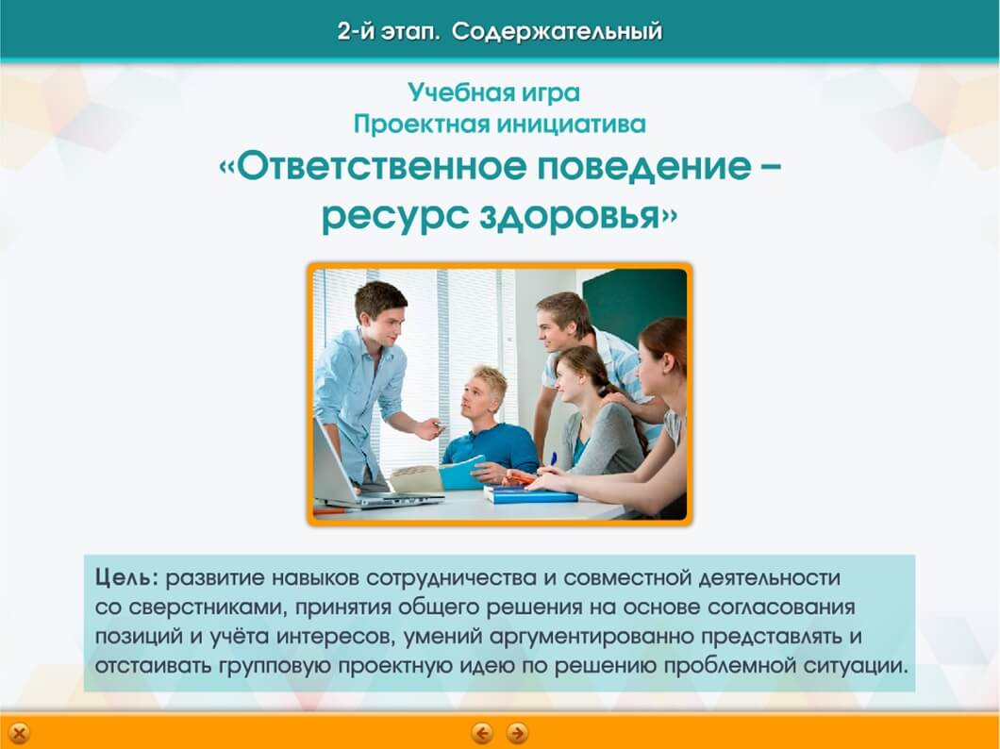 2-й этап. Содержательный
Учебная игра
Проектная инициатива
«Ответственное поведение –
ресурс здоровья»
Цель: развитие навыков сотрудничества и совместной деятельности
со сверстниками, принятия общего решения на основе согласования
позиций и учёта интересов, умений аргументированно представлять и
отстаивать групповую проектную идею по решению проблемной ситуации.